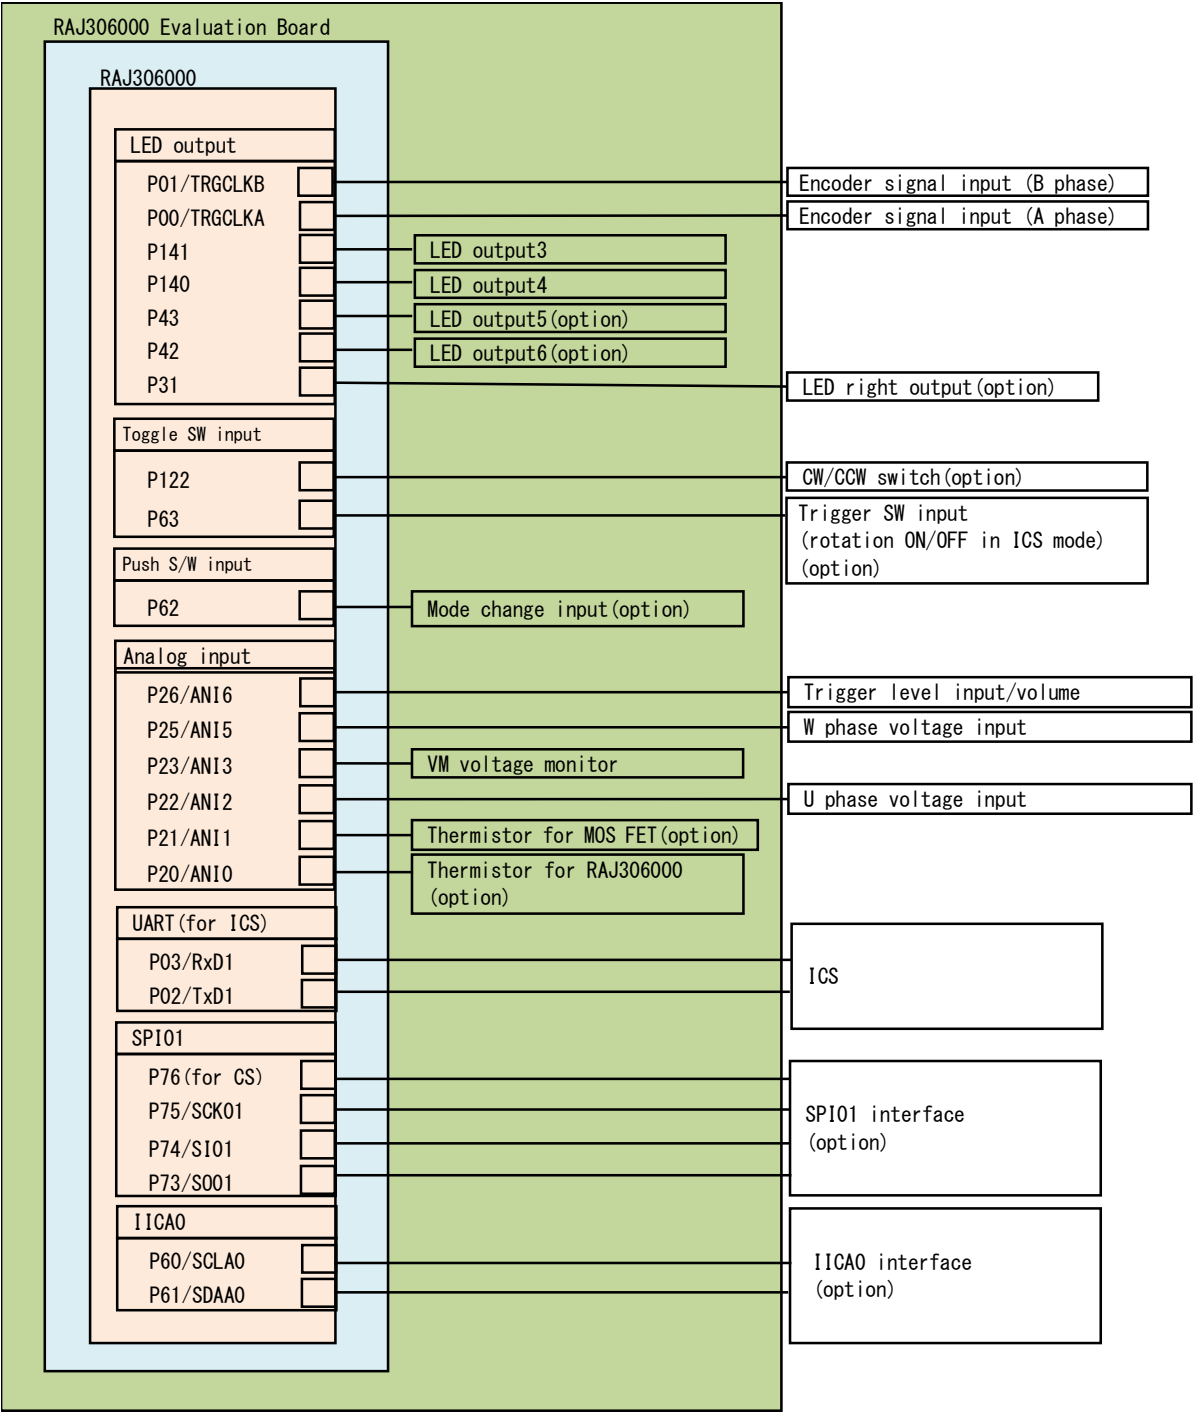 RAJ306000 Evaluation Board
RAJ306000
LED output
P01/TRGCLKB
Encoder signal input (B phase)
P00/TRGCLKA
Encoder signal input (A phase)
P141
LED output3
P140
LED output4
P43
LED output5(option)
P42
LED output6(option)
P31
LED right output(option)
Toggle SW input
P122
CW/CCW switch(option)
P63
Trigger SW input
(rotation ON/OFF in ICS mode)
(option)
Push S/W input
P62
Mode change input(option)
Analog input
P26/ANI6
Trigger level input/volume
P25/ANI5
W phase voltage input
P23/ANI3
VM voltage monitor
P22/ANI2
U phase voltage input
P21/ANI1
Thermistor for MOS FET(option)
P20/ANI0
Thermistor for RAJ306000
(option)
UART(for ICS)
P03/RxD1
P02/TxD1
ICS
SPI01
P76(for CS)
P75/SCK01
P74/SI01
P73/SO01
SPI01 interface
(option)
IICA0
P60/SCLA0
P61/SDAA0
IICA0 interface
(option)